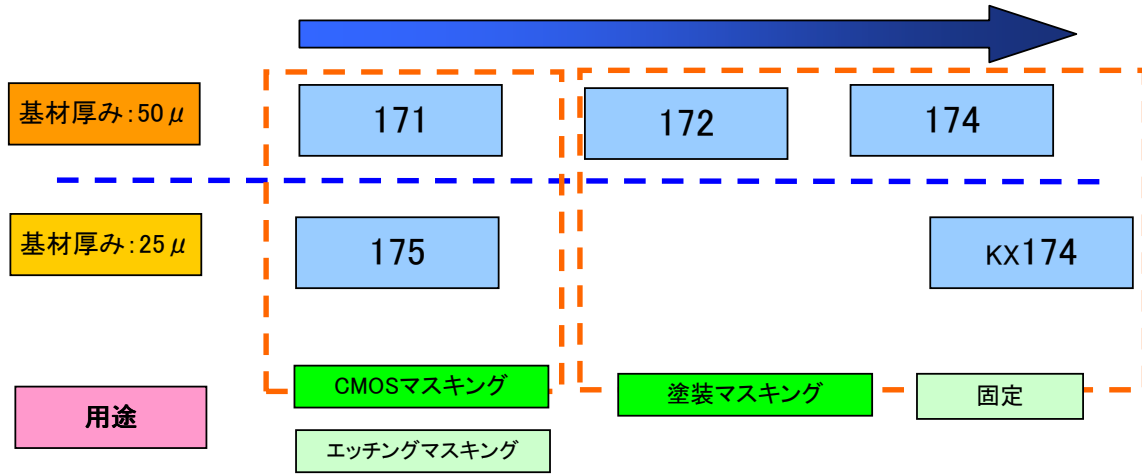 基材厚み:50μ
171
172
174
基材厚み:25μ
175
KX174
用途
CMOSマスキング
塗装マスキング
固定
エッチングマスキング